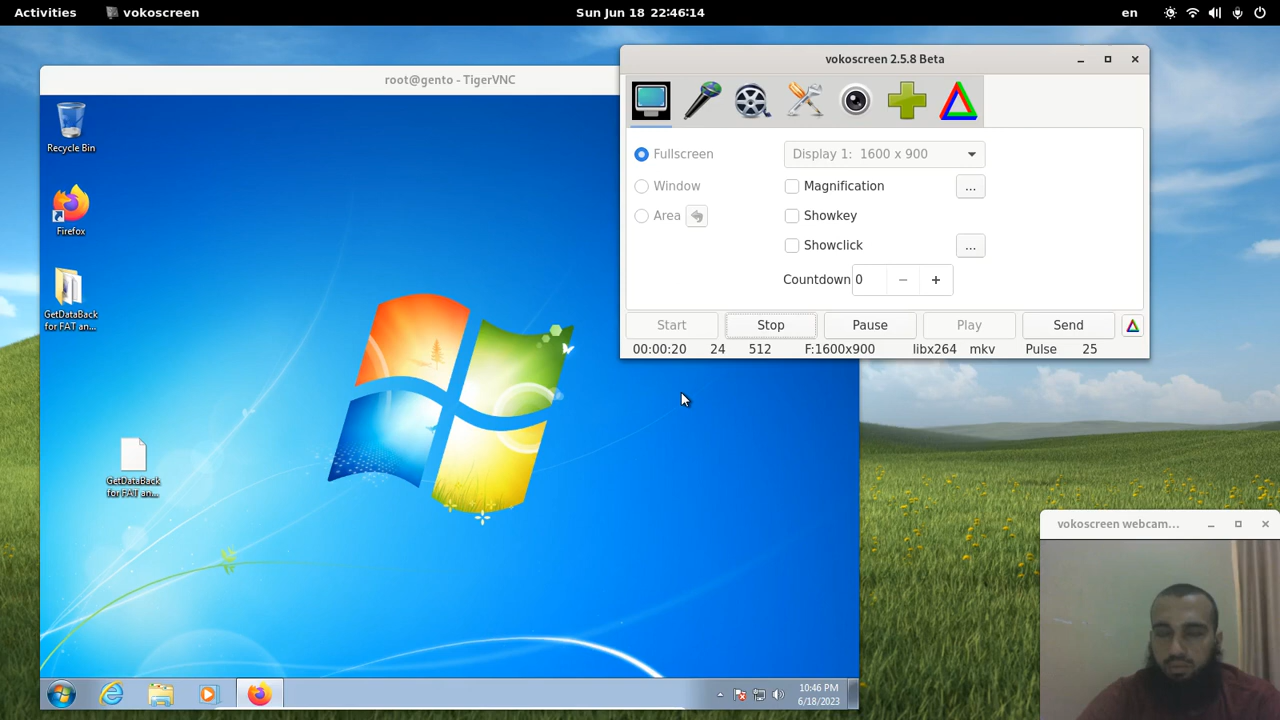 Activities
vokoscreen
Sun Jun 18 22:46:14
en
root@gento - TigerVNC
Recycle Bin
Firefox
GetDataBack
for FAT an...
GetDataBack
for FAT an...
10:46 PM
6/18/2023
vokoscreen 2.5.8 Beta
Fullscreen
Display 1: 1600 x 900
Window
Magnification
...
Area
Showkey
Showclick
...
Countdown 0 − +
Start Stop Pause Play Send
00:00:20 24 512 F:1600x900 libx264 mkv Pulse 25
vokoscreen webcam...